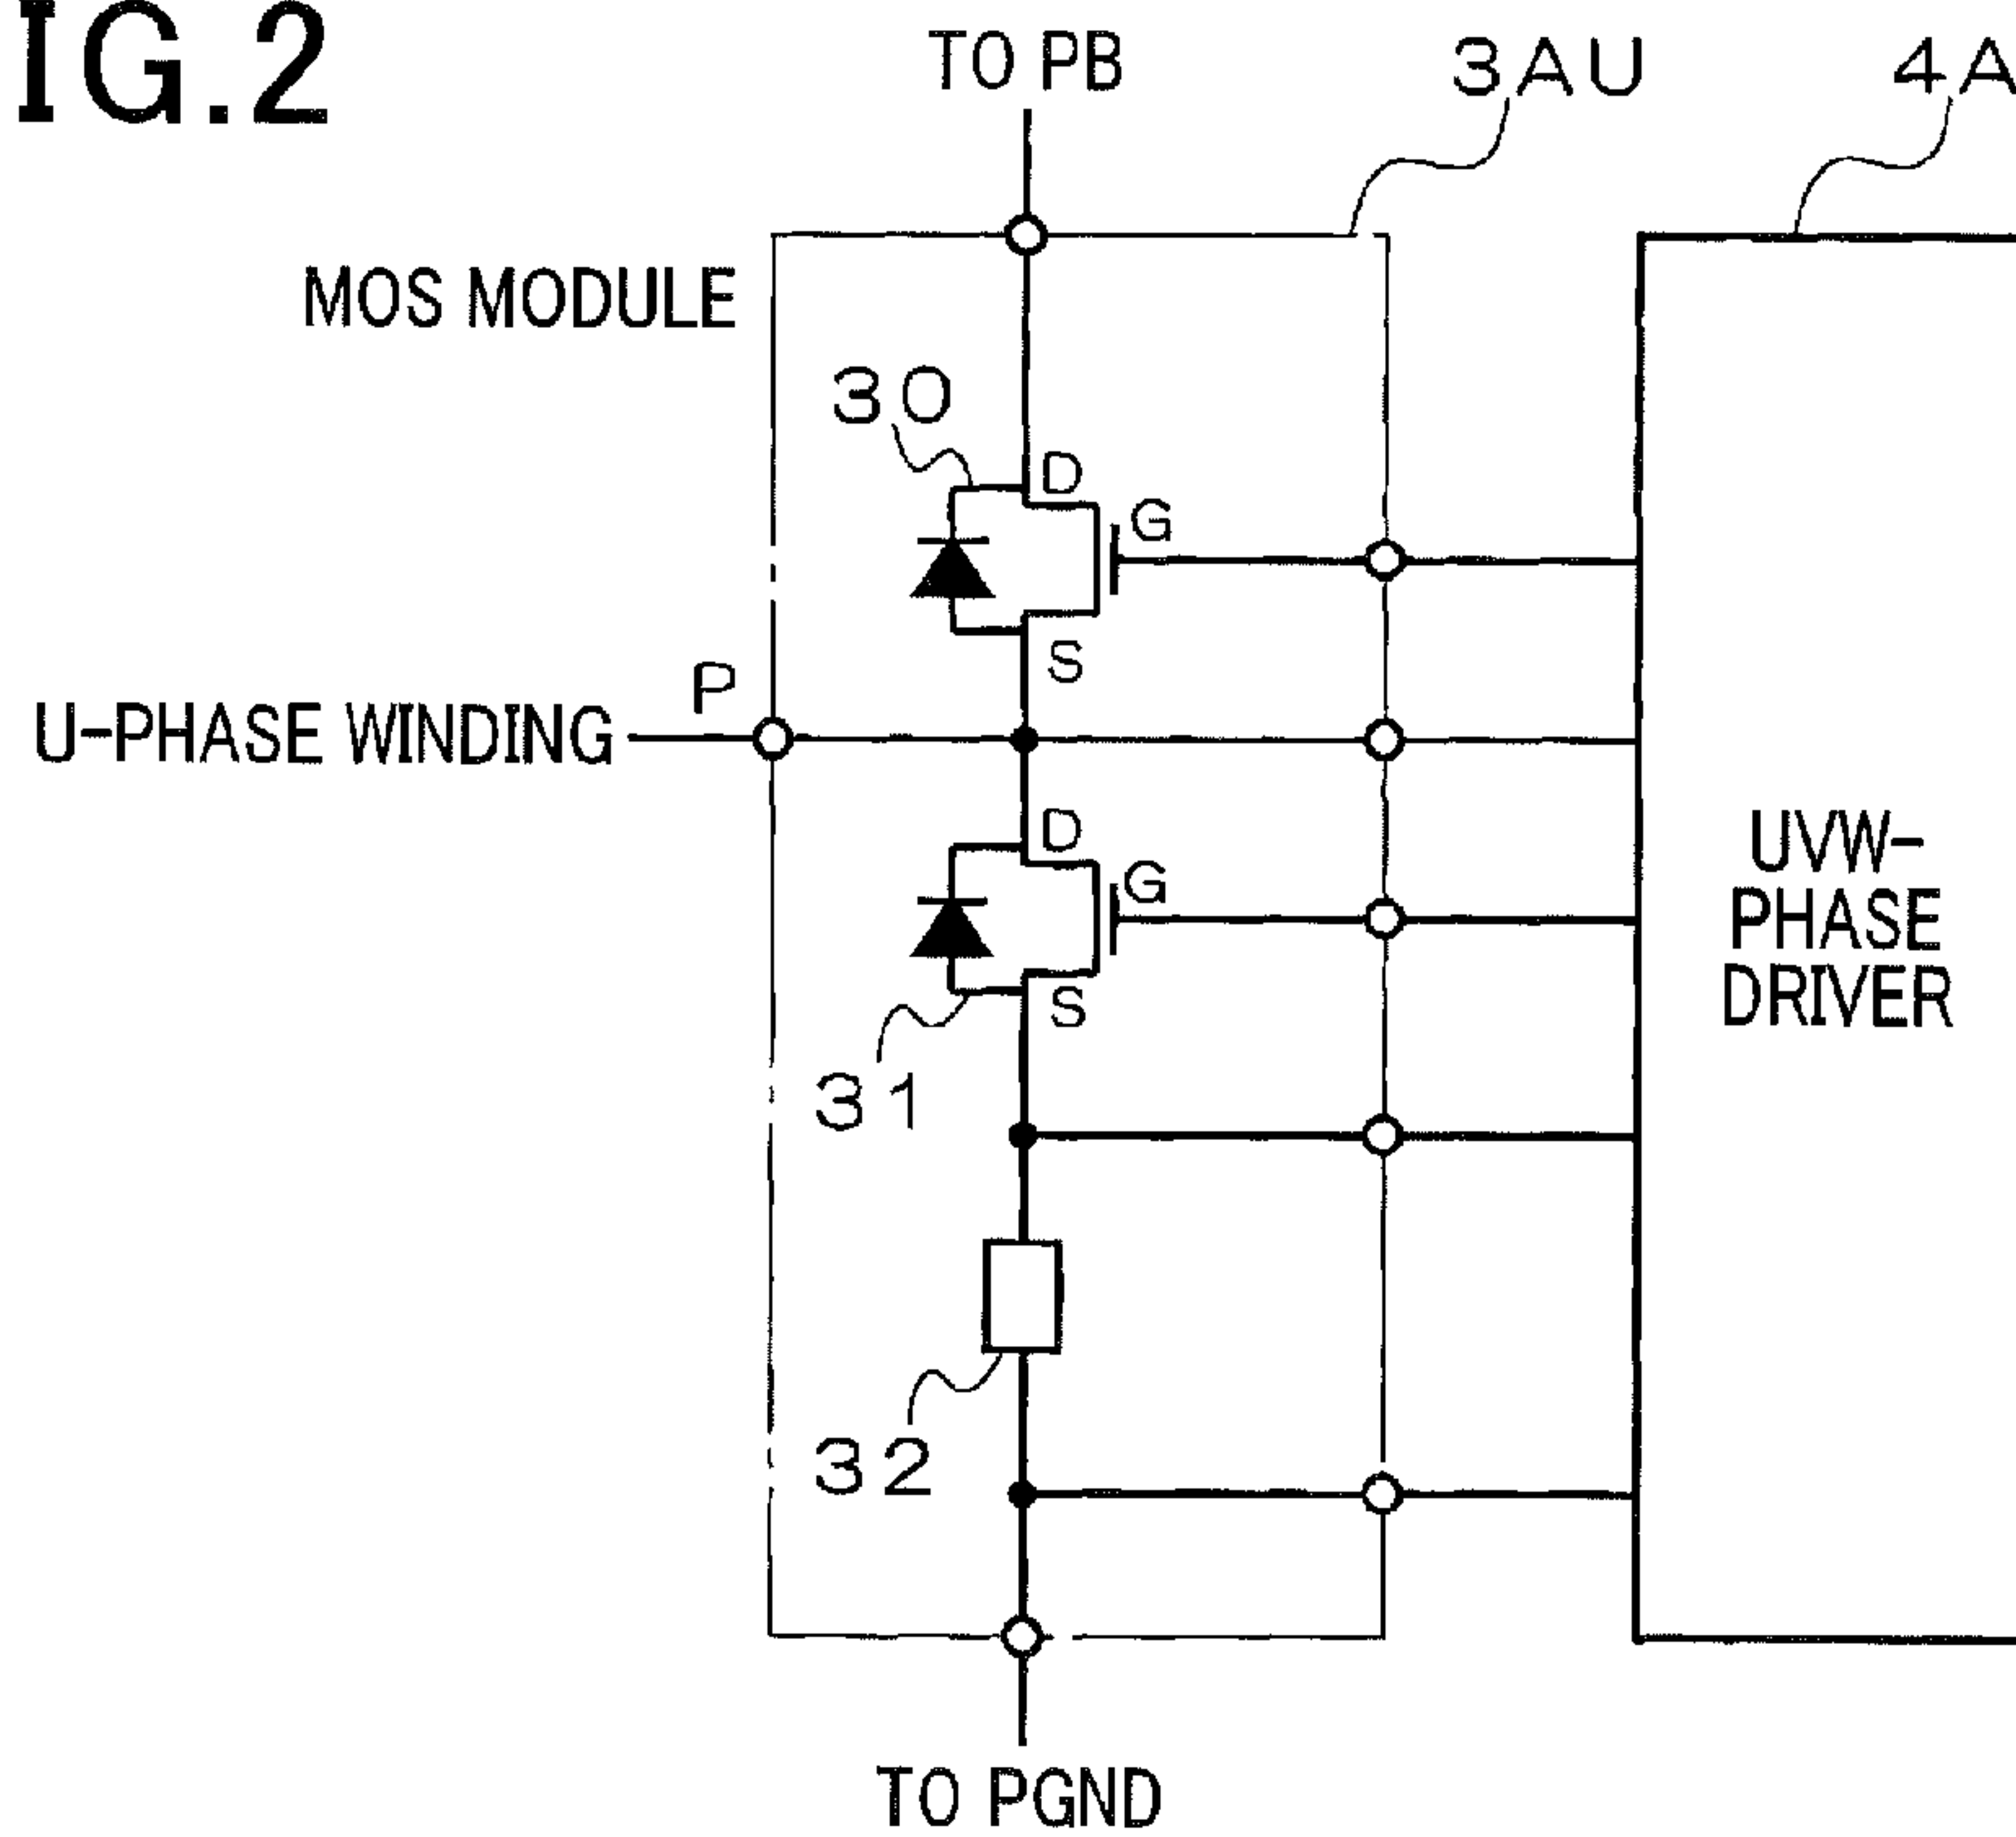 IG.2
TO PB
3AU
4A
MOS MODULE
30
D
G
S
P
U-PHASE WINDING
D
G
S
31
UVW-
PHASE
DRIVER
32
TO PGND